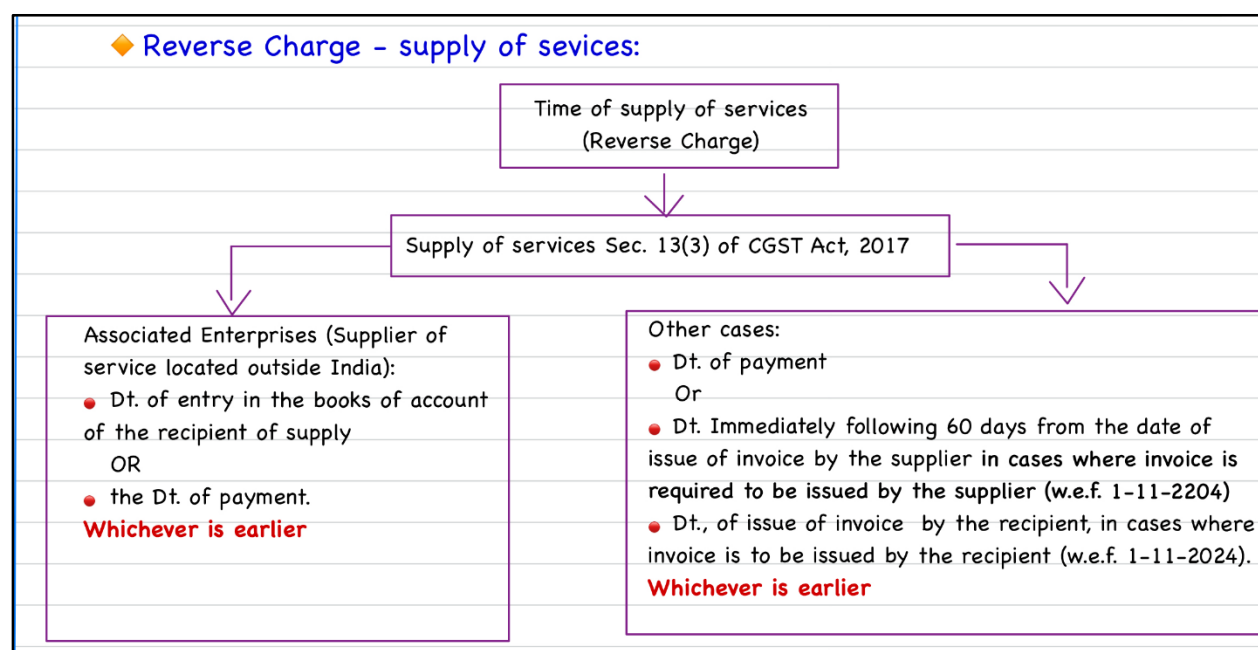 Reverse Charge - supply of sevices:
Time of supply of services
(Reverse Charge)
Supply of services Sec. 13(3) of CGST Act, 2017
Associated Enterprises (Supplier of
service located outside India):
Dt. of entry in the books of account
of the recipient of supply
OR
the Dt. of payment.
Whichever is earlier
Other cases:
Dt. of payment
Or
Dt. Immediately following 60 days from the date of
issue of invoice by the supplier in cases where invoice is
required to be issued by the supplier (w.e.f. 1-11-2204)
Dt., of issue of invoice by the recipient, in cases where
invoice is to be issued by the recipient (w.e.f. 1-11-2024).
Whichever is earlier